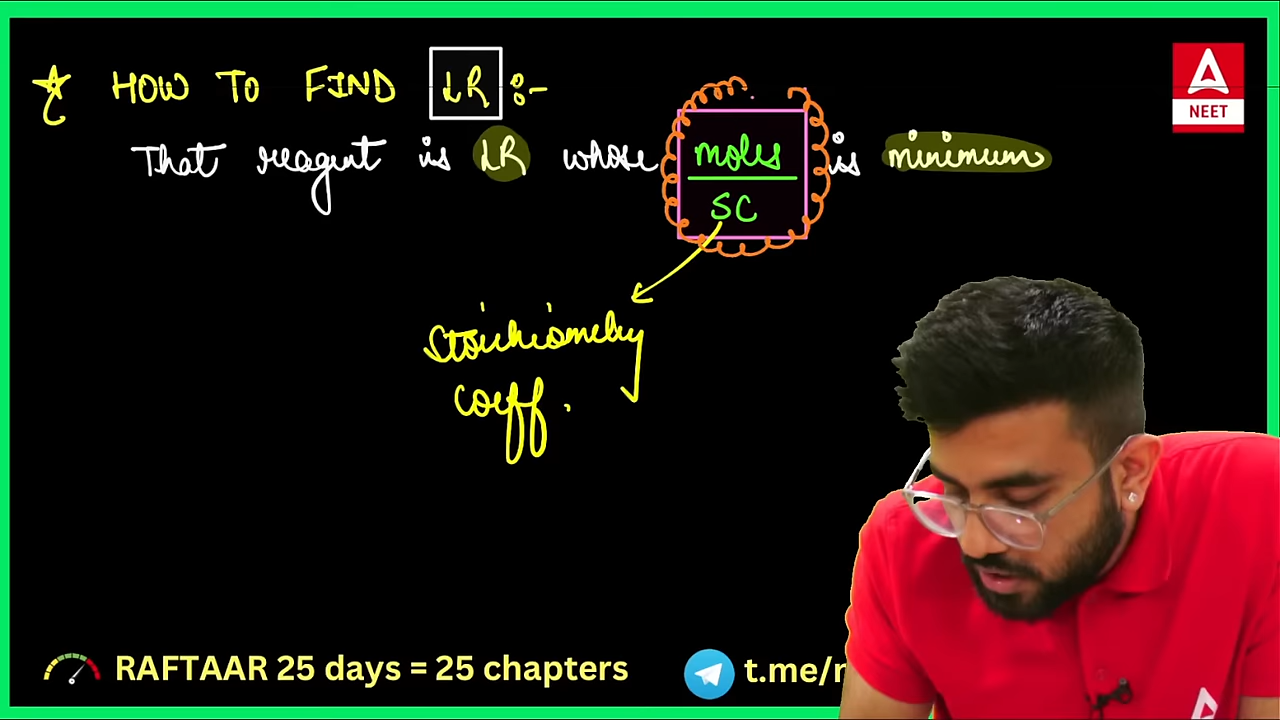 HOW TO FIND LR :-
That reagent is LR whose moles/SC is minimum
Stoichiometry
coeff.
NEET
RAFTAAR 25 days = 25 chapters
t.me/